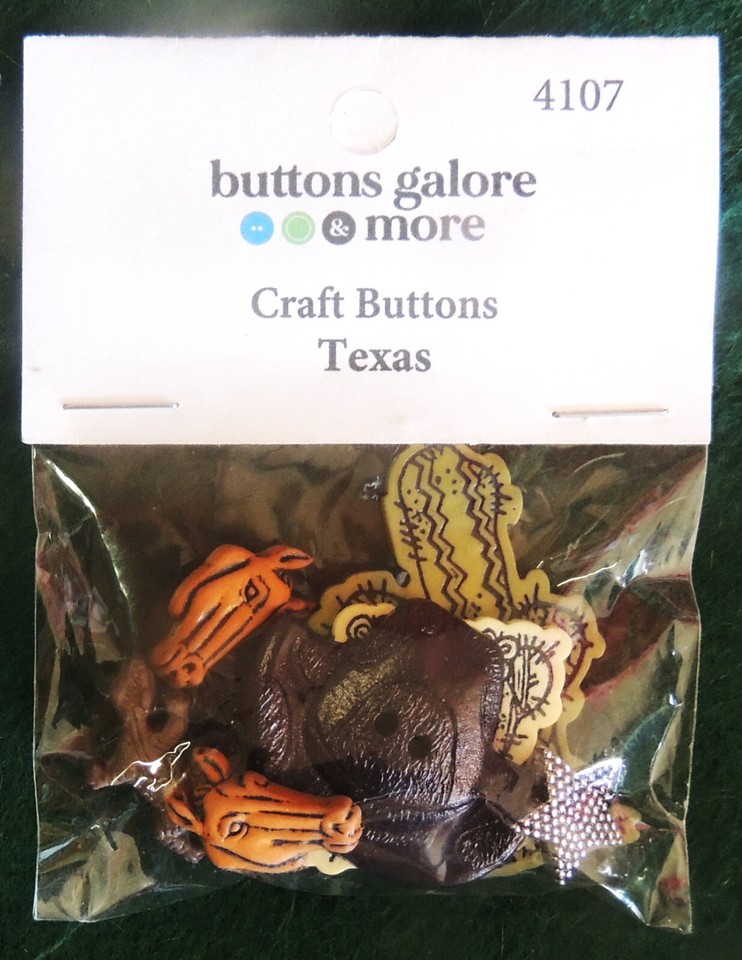 4107
buttons galore
& more
Craft Buttons
Texas